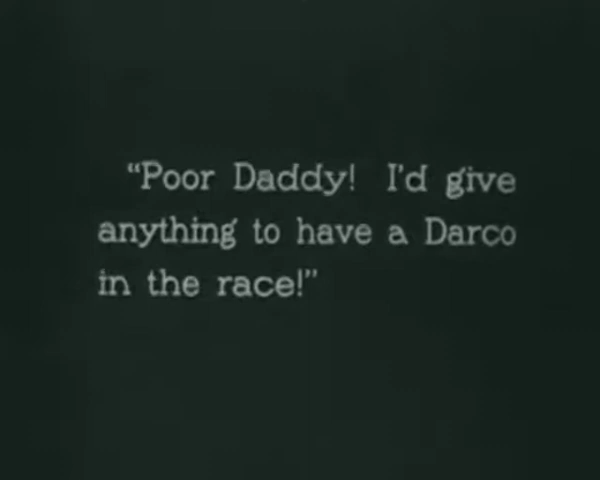 “Poor Daddy! I'd give
anything to have a Darco
in the race!”